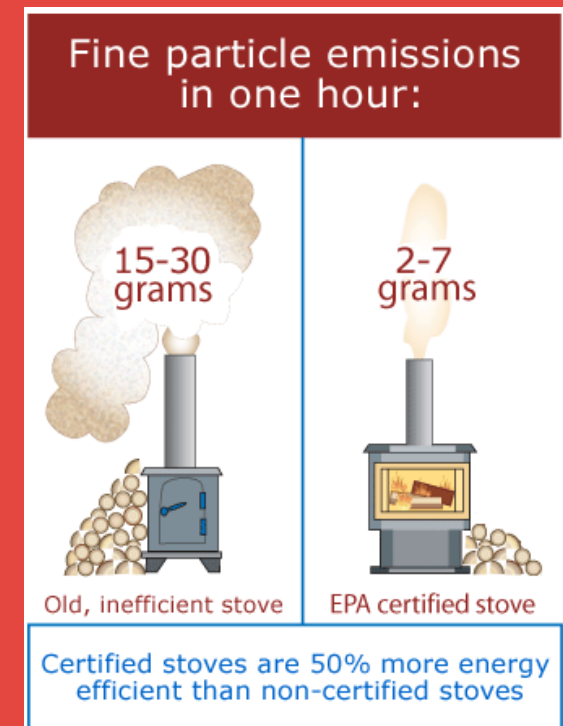 Fine particle emissions
in one hour:
15-30
grams
2-7
grams
Old, inefficient stove
EPA certified stove
Certified stoves are 50% more energy
efficient than non-certified stoves